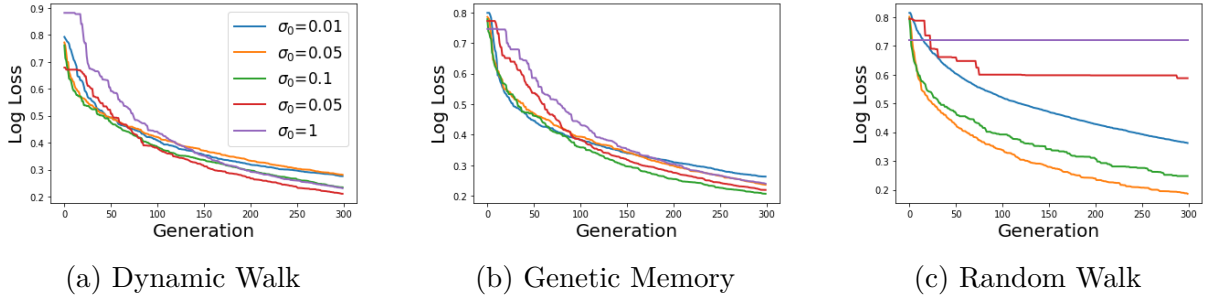 0.9
0.8
0.7
0.6
0.5
0.4
0.3
0.2
Log Loss
0 50 100 150 200 250 300
Generation
σ₀=0.01
σ₀=0.05
σ₀=0.1
σ₀=0.05
σ₀=1
(a) Dynamic Walk
0.8
0.7
0.6
0.5
0.4
0.3
0.2
Log Loss
0 50 100 150 200 250 300
Generation
(b) Genetic Memory
0.8
0.7
0.6
0.5
0.4
0.3
0.2
Log Loss
0 50 100 150 200 250 300
Generation
(c) Random Walk